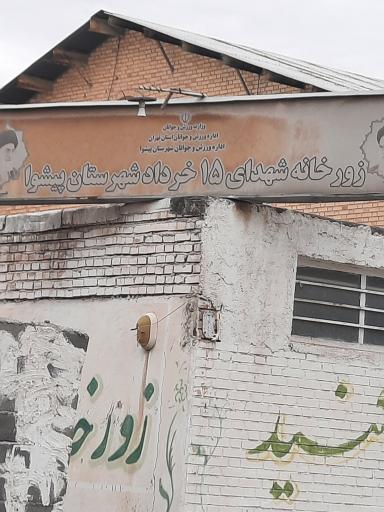 وزارت ورزش و جوانان
اداره ورزش و جوانان استان تهران
اداره ورزش و جوانان شهرستان پیشوا
زورخانه شهدای ۱۵ خرداد شهرستان پیشوا
زورخ
شید